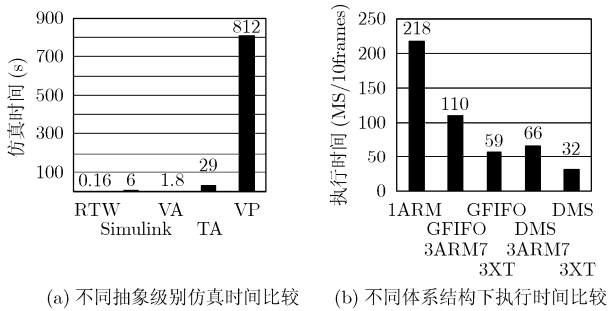 仿真时间 (s)
900
700
500
300
100
0.16
6
1.8
29
812
RTW
VA
VP
Simulink
TA
(a) 不同抽象级别仿真时间比较
执行时间 (MS/10frames)
250
200
150
100
50
0
218
110
59
66
32
1ARM
GFIFO
DMS
GFIFO
DMS
3ARM7
3ARM7
3XT
3XT
(b) 不同体系结构下执行时间比较